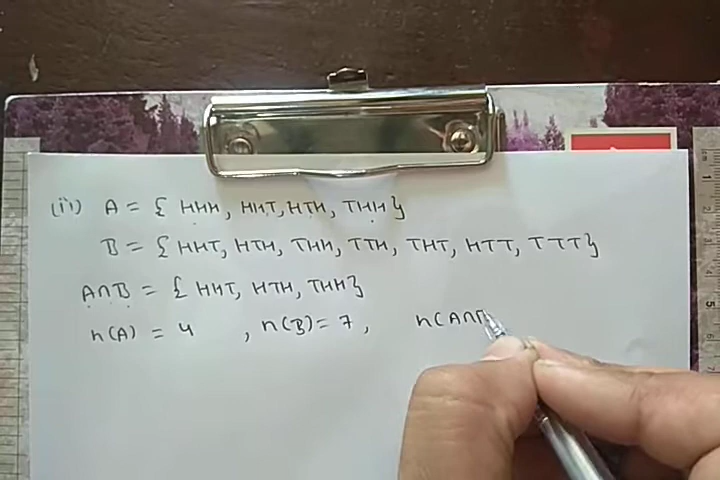 (ii) A = { HHH, HHT, HTH, THH }
B = { HHT, HTH, THH, TTH, THT, HTT, TTT }
A∩B = { HHT, HTH, THH }
n(A) = 4 , n(B) = 7, n(A∩B